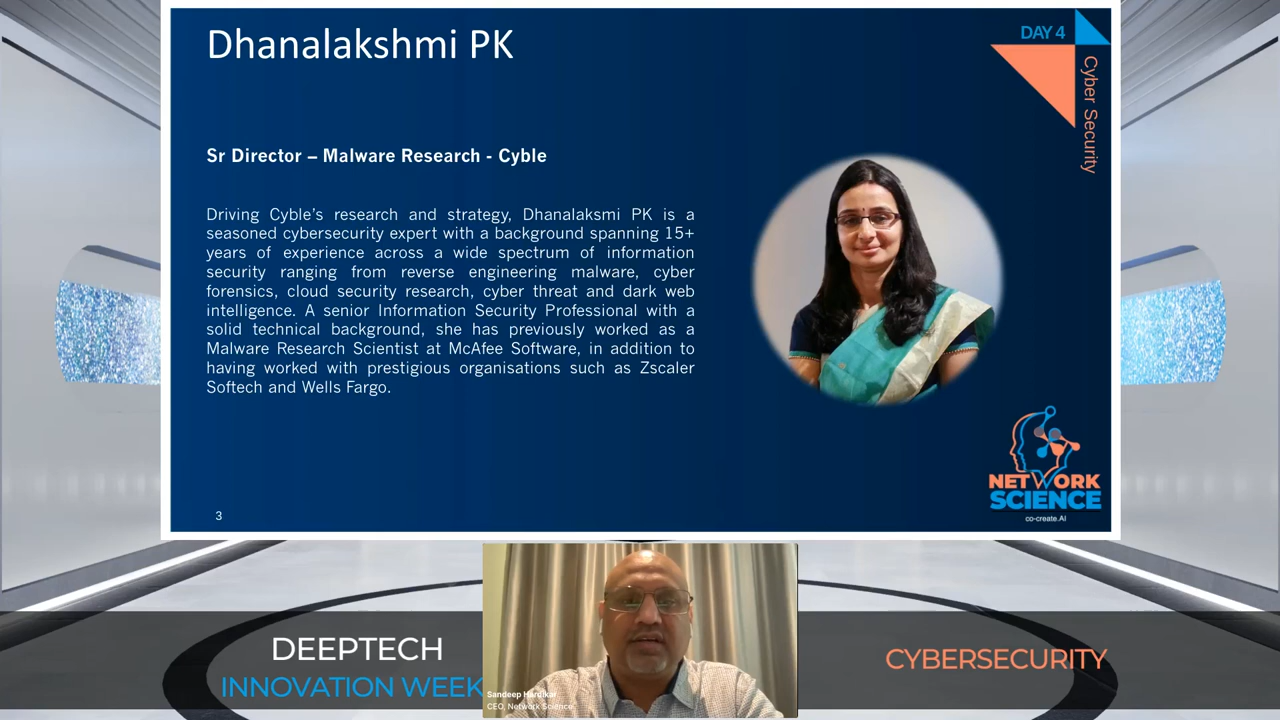 Dhanalakshmi PK
DAY 4
Cyber Security
Sr Director – Malware Research - Cyble
Driving Cyble's research and strategy, Dhanalaksmi PK is a
seasoned cybersecurity expert with a background spanning 15+
years of experience across a wide spectrum of information
security ranging from reverse engineering malware, cyber
forensics, cloud security research, cyber threat and dark web
intelligence. A senior Information Security Professional with a
solid technical background, she has previously worked as a
Malware Research Scientist at McAfee Software, in addition to
having worked with prestigious organisations such as Zscaler
Softech and Wells Fargo.
NETWORK
SCIENCE
co-create.AI
3
DEEPTECH
INNOVATION WEEK
Sandeep Hardikar
CEO, Network Science
CYBERSECURITY